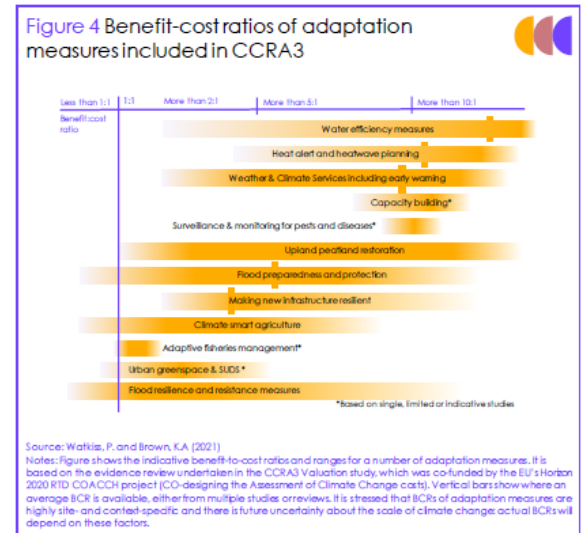 Figure 4 Benefit-cost ratios of adaptation
measures included in CCRA3
Less than 1:1
1:1
More than 2:1
More than 5:1
More than 10:1
Benefit:cost
ratio
Water efficiency measures
Heat alert and heatwave planning
Weather & Climate Services including early warning
Capacity building*
Surveillance & monitoring for pests and diseases*
Upland peatland restoration
Flood preparedness and protection
Making new infrastructure resilient
Climate smart agriculture
Adaptive fisheries management*
Urban greenspace & SUDS *
Flood resilience and resistance measures
*Based on single, limited or indicative studies
Source: Watkiss, P. and Brown, K.A (2021)
Notes: Figure shows the indicative benefit-to-cost ratios and ranges for a number of adaptation measures. It is
based on the evidence review undertaken in the CCRA3 Valuation study, which was co-funded by the EU's Horizon
2020 RTD COACCH project (CO-designing the Assessment of Climate Change costs). Vertical bars show where an
average BCR is available, either from multiple studies or reviews. It is stressed that BCRs of adaptation measures are
highly site- and context-specific and there is future uncertainty about the scale of climate change: actual BCRs will
depend on these factors.